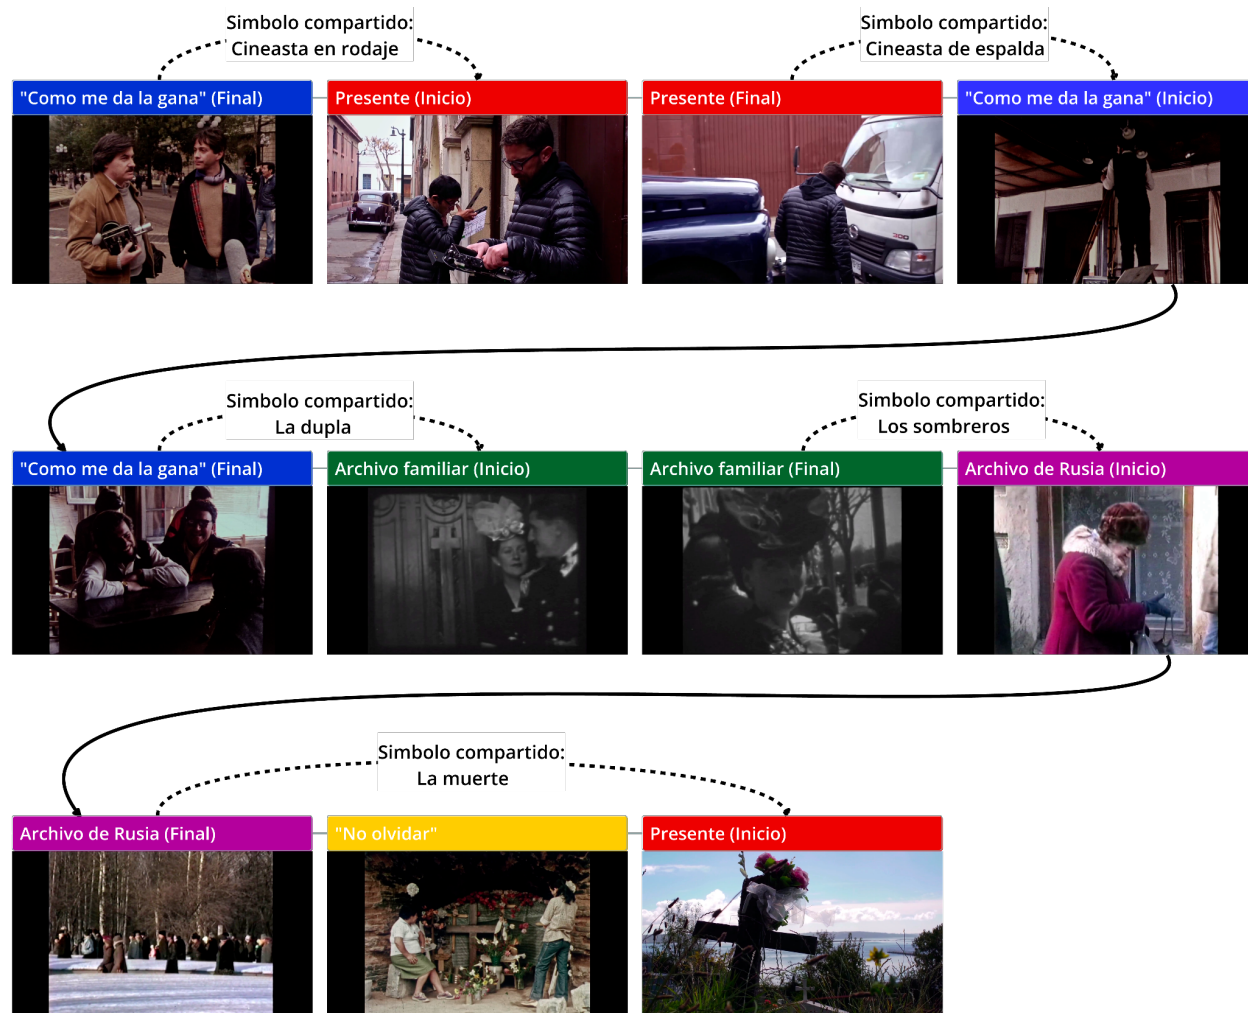 Simbolo compartido:
Cineasta en rodaje
Simbolo compartido:
Cineasta de espalda
"Como me da la gana" (Final)
Presente (Inicio)
Presente (Final)
"Como me da la gana" (Inicio)
300
Simbolo compartido:
La dupla
Simbolo compartido:
Los sombreros
"Como me da la gana" (Final)
Archivo familiar (Inicio)
Archivo familiar (Final)
Archivo de Rusia (Inicio)
Simbolo compartido:
La muerte
Archivo de Rusia (Final)
"No olvidar"
Presente (Inicio)